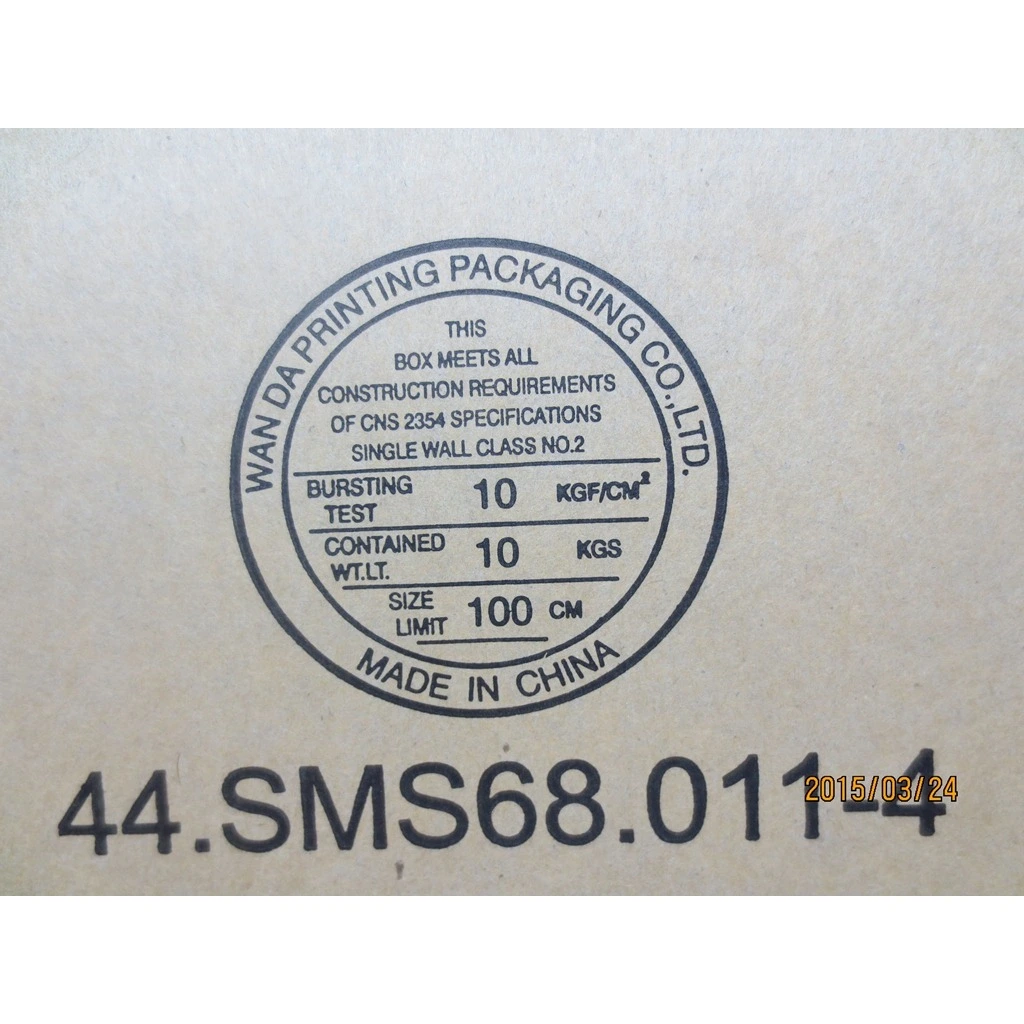 WAN DA PRINTING PACKAGING CO.,LTD.
THIS
BOX MEETS ALL
CONSTRUCTION REQUIREMENTS
OF CNS 2354 SPECIFICATIONS
SINGLE WALL CLASS NO.2
BURSTING TEST 10 KGF/CM²
CONTAINED WT.LT. 10 KGS
SIZE LIMIT 100 CM
MADE IN CHINA
44.SMS68.011-4
2015/03/24